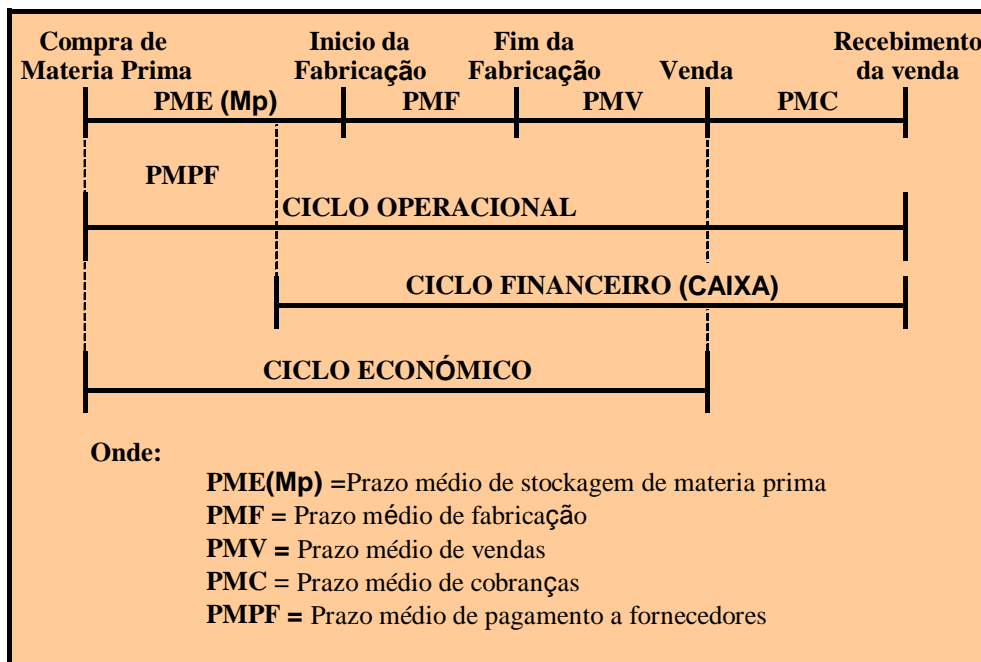 Compra de Materia Prima
Inicio da Fabricação
Fim da Fabricação
Venda
Recebimento da venda
PME (Mp)
PMF
PMV
PMC
PMPF
CICLO OPERACIONAL
CICLO FINANCEIRO (CAIXA)
CICLO ECONÓMICO
Onde:
PME(Mp) =Prazo médio de stockagem de materia prima
PMF = Prazo médio de fabricação
PMV = Prazo médio de vendas
PMC = Prazo médio de cobranças
PMPF = Prazo médio de pagamento a fornecedores